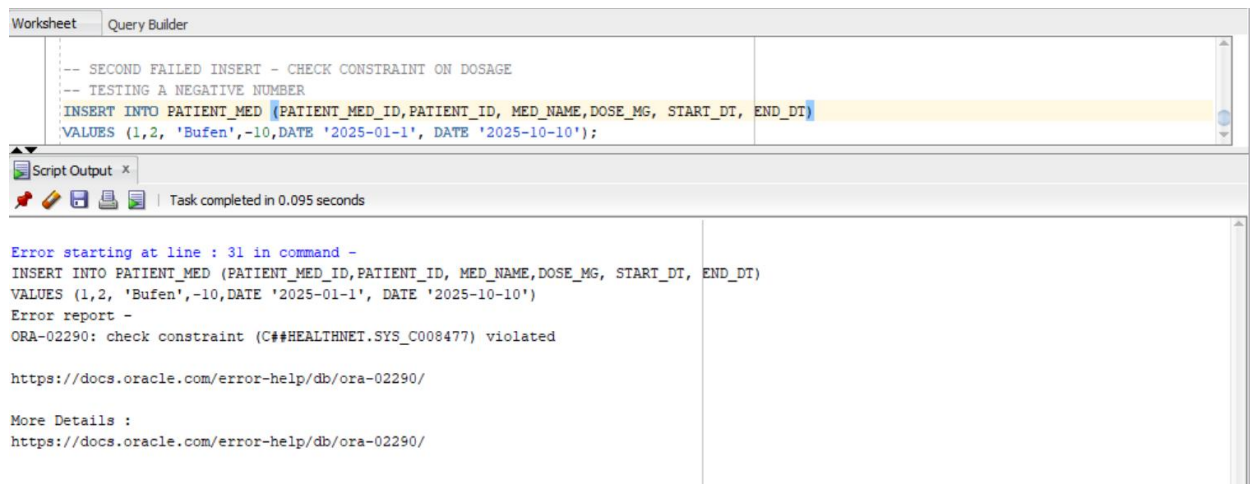 Worksheet Query Builder
-- SECOND FAILED INSERT - CHECK CONSTRAINT ON DOSAGE
-- TESTING A NEGATIVE NUMBER
INSERT INTO PATIENT_MED (PATIENT_MED_ID,PATIENT_ID, MED_NAME,DOSE_MG, START_DT, END_DT)
VALUES (1,2, 'Bufen',-10,DATE '2025-01-1', DATE '2025-10-10');
Script Output x
Task completed in 0.095 seconds
Error starting at line : 31 in command -
INSERT INTO PATIENT_MED (PATIENT_MED_ID,PATIENT_ID, MED_NAME,DOSE_MG, START_DT, END_DT)
VALUES (1,2, 'Bufen',-10,DATE '2025-01-1', DATE '2025-10-10')
Error report -
ORA-02290: check constraint (C##HEALTHNET.SYS_C008477) violated
https://docs.oracle.com/error-help/db/ora-02290/
More Details :
https://docs.oracle.com/error-help/db/ora-02290/